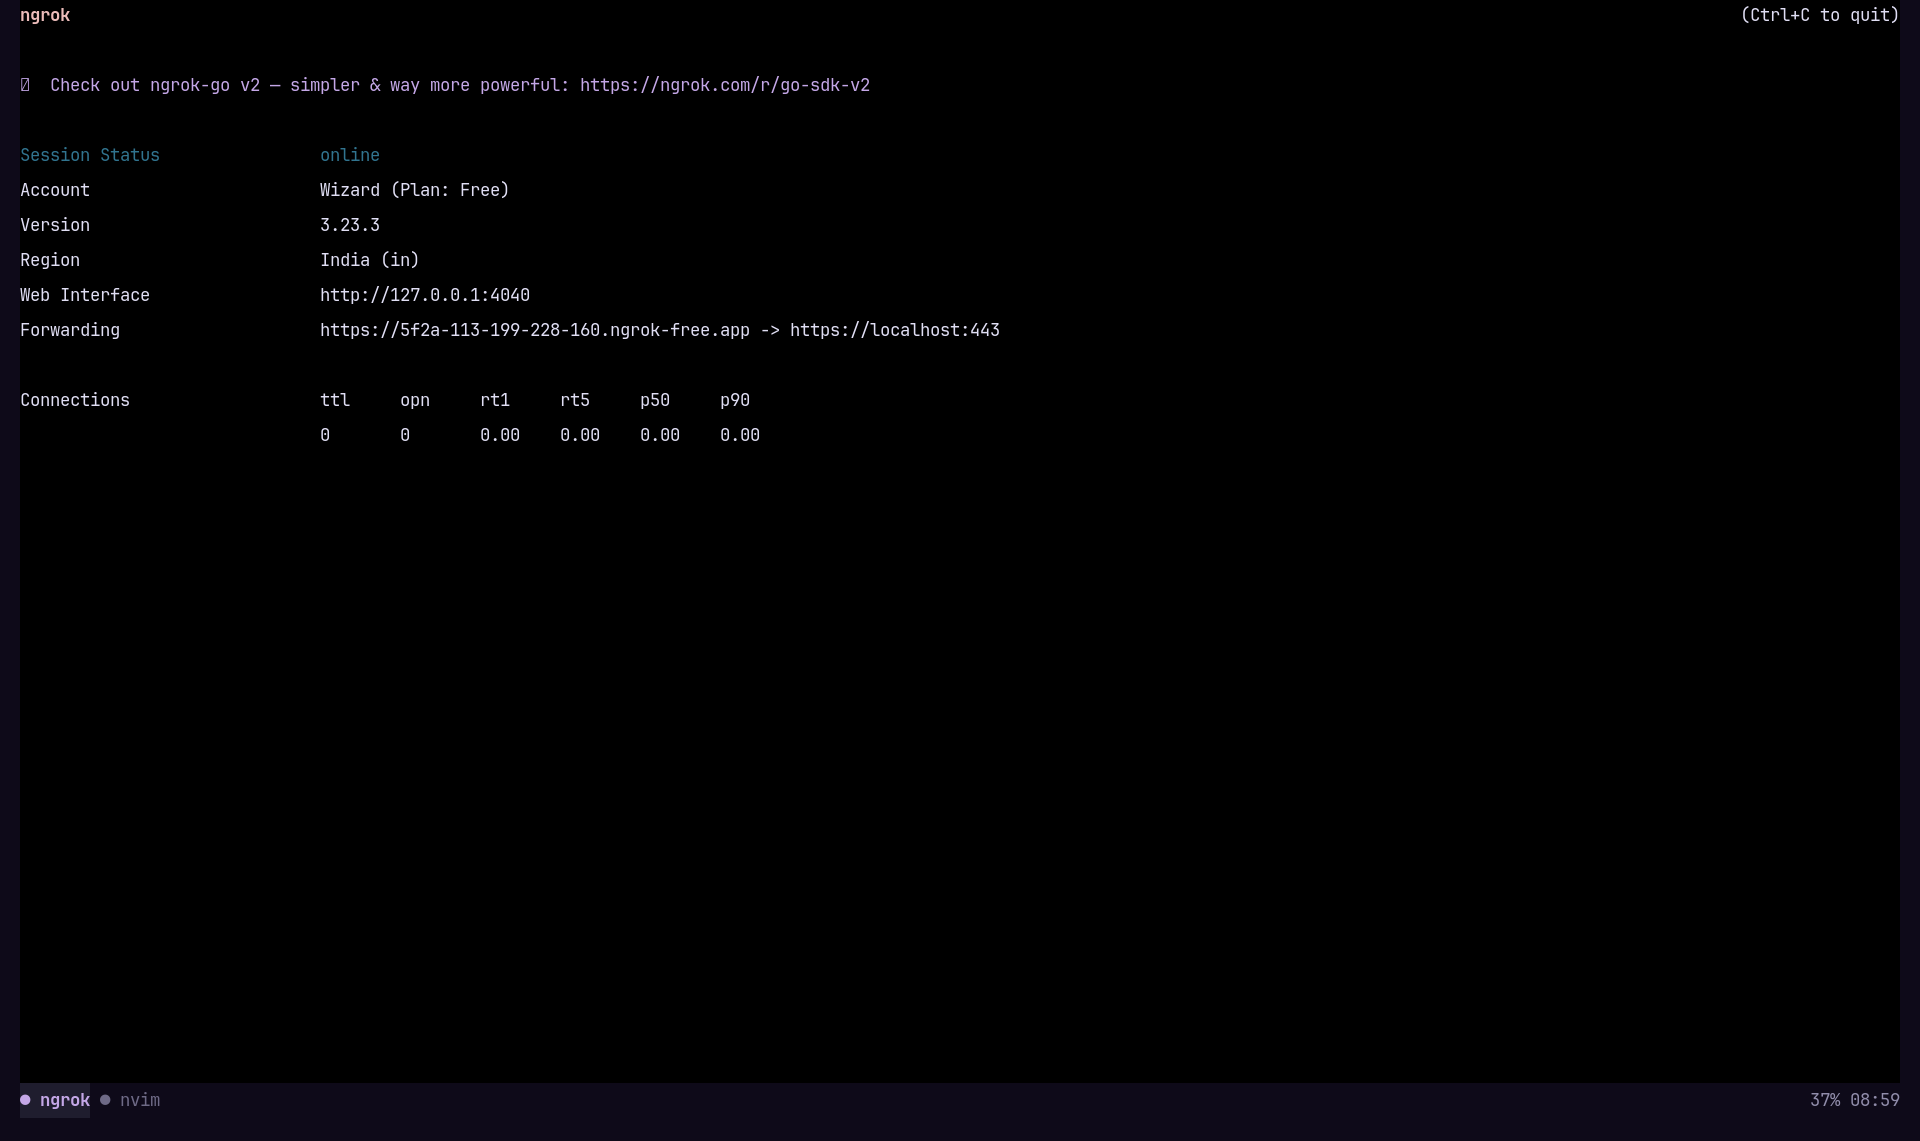 ngrok (Ctrl+C to quit)
Check out ngrok-go v2 — simpler & way more powerful: https://ngrok.com/r/go-sdk-v2
Session Status online
Account Wizard (Plan: Free)
Version 3.23.3
Region India (in)
Web Interface http://127.0.0.1:4040
Forwarding https://5f2a-113-199-228-160.ngrok-free.app -> https://localhost:443
Connections ttl opn rt1 rt5 p50 p90
0 0 0.00 0.00 0.00 0.00
● ngrok ● nvim 37% 08:59